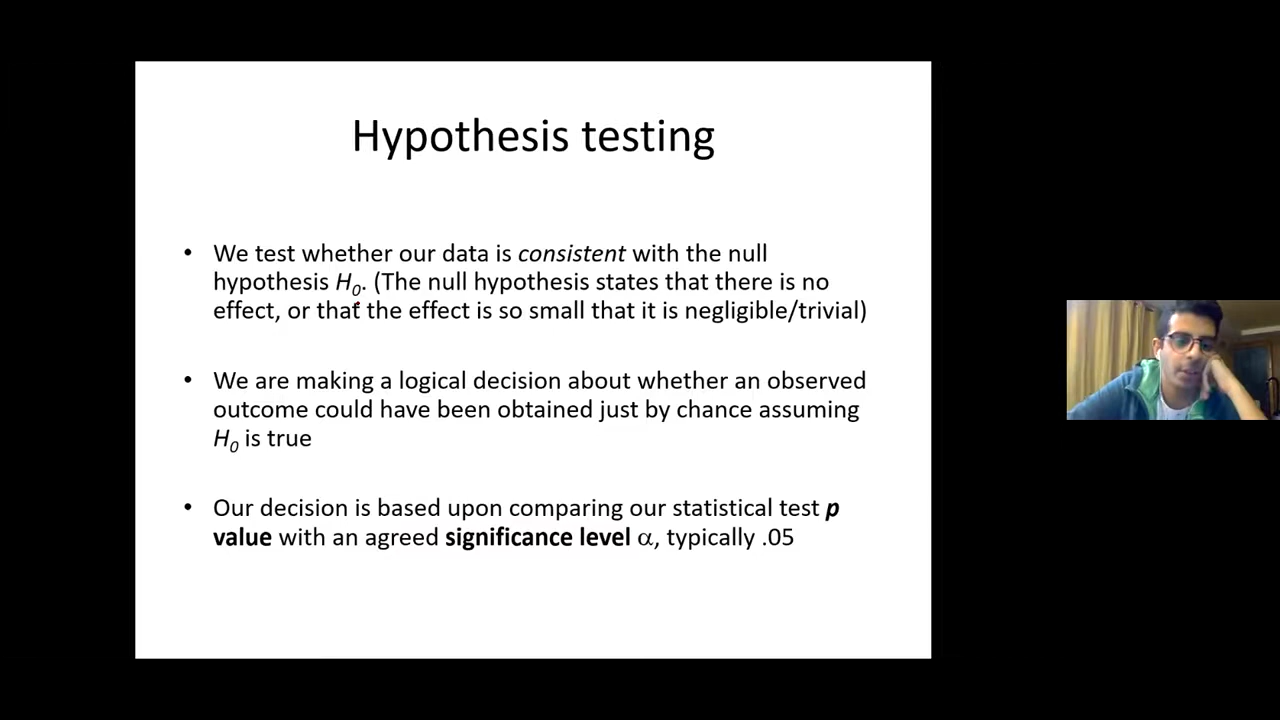 Hypothesis testing
• We test whether our data is consistent with the null
hypothesis H₀. (The null hypothesis states that there is no
effect, or that the effect is so small that it is negligible/trivial)
• We are making a logical decision about whether an observed
outcome could have been obtained just by chance assuming
H₀ is true
• Our decision is based upon comparing our statistical test p
value with an agreed significance level α, typically .05